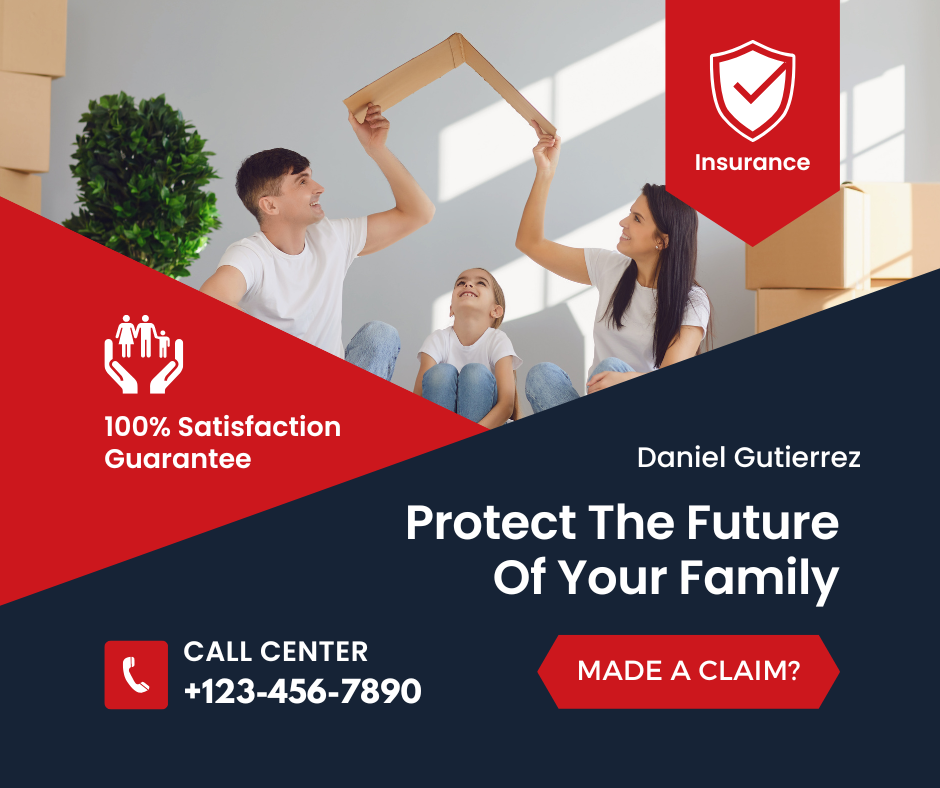 Insurance
100% Satisfaction
Guarantee
Daniel Gutierrez
Protect The Future
Of Your Family
CALL CENTER
+123-456-7890
MADE A CLAIM?